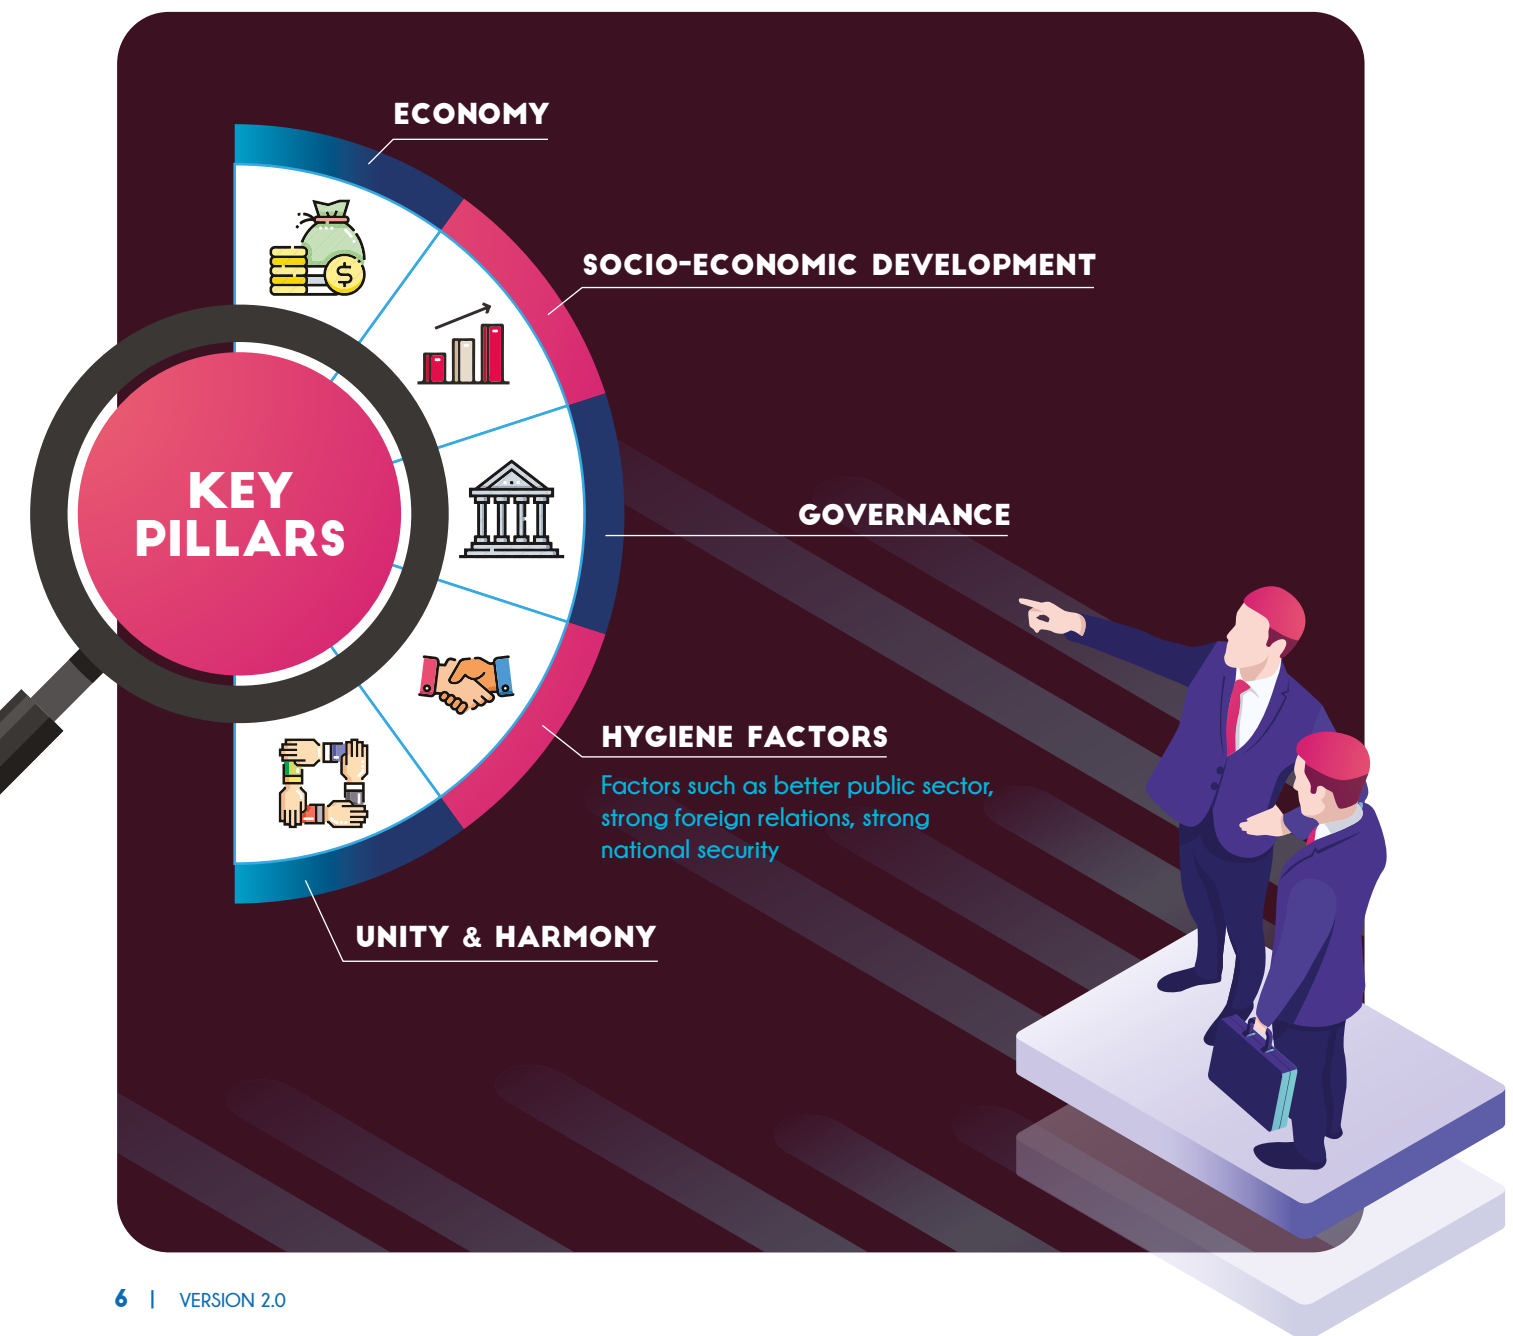 ECONOMY
SOCIO-ECONOMIC DEVELOPMENT
KEY
PILLARS
$
GOVERNANCE
HYGIENE FACTORS
Factors such as better public sector,
strong foreign relations, strong
national security
UNITY & HARMONY
6 | VERSION 2.0